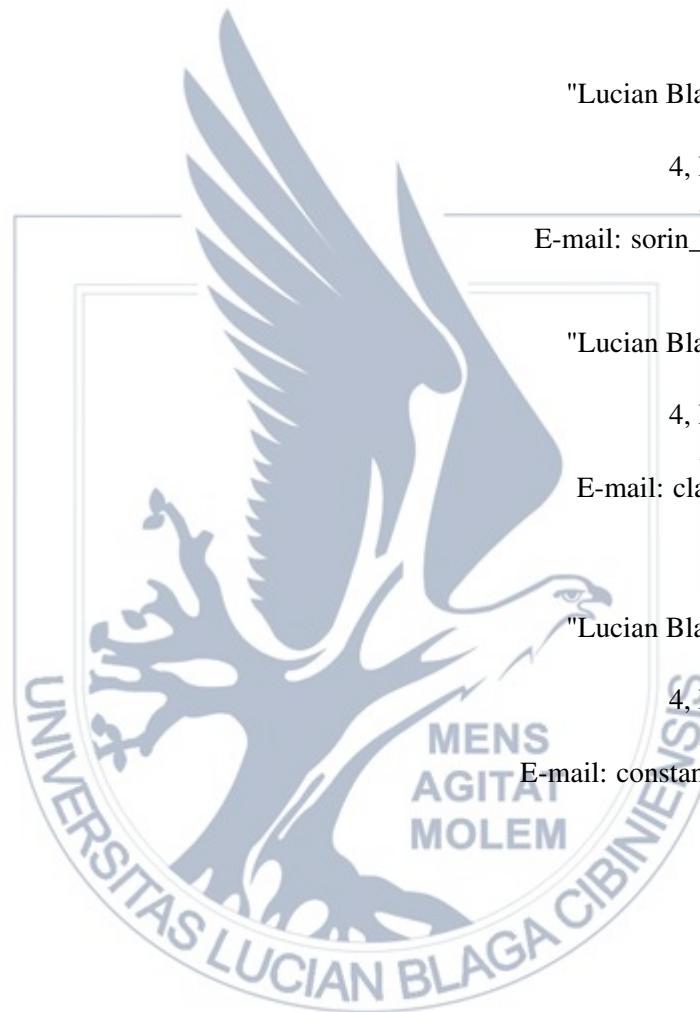 "Lucian Bla
4,
E-mail: sorin_
"Lucian Bla
4,
E-mail: cla
"Lucian Bla
4,
E-mail: constan
MENS
AGITAT
MOLEM
UNIVERSITAS LUCIAN BLAGA CIBINIENSIS